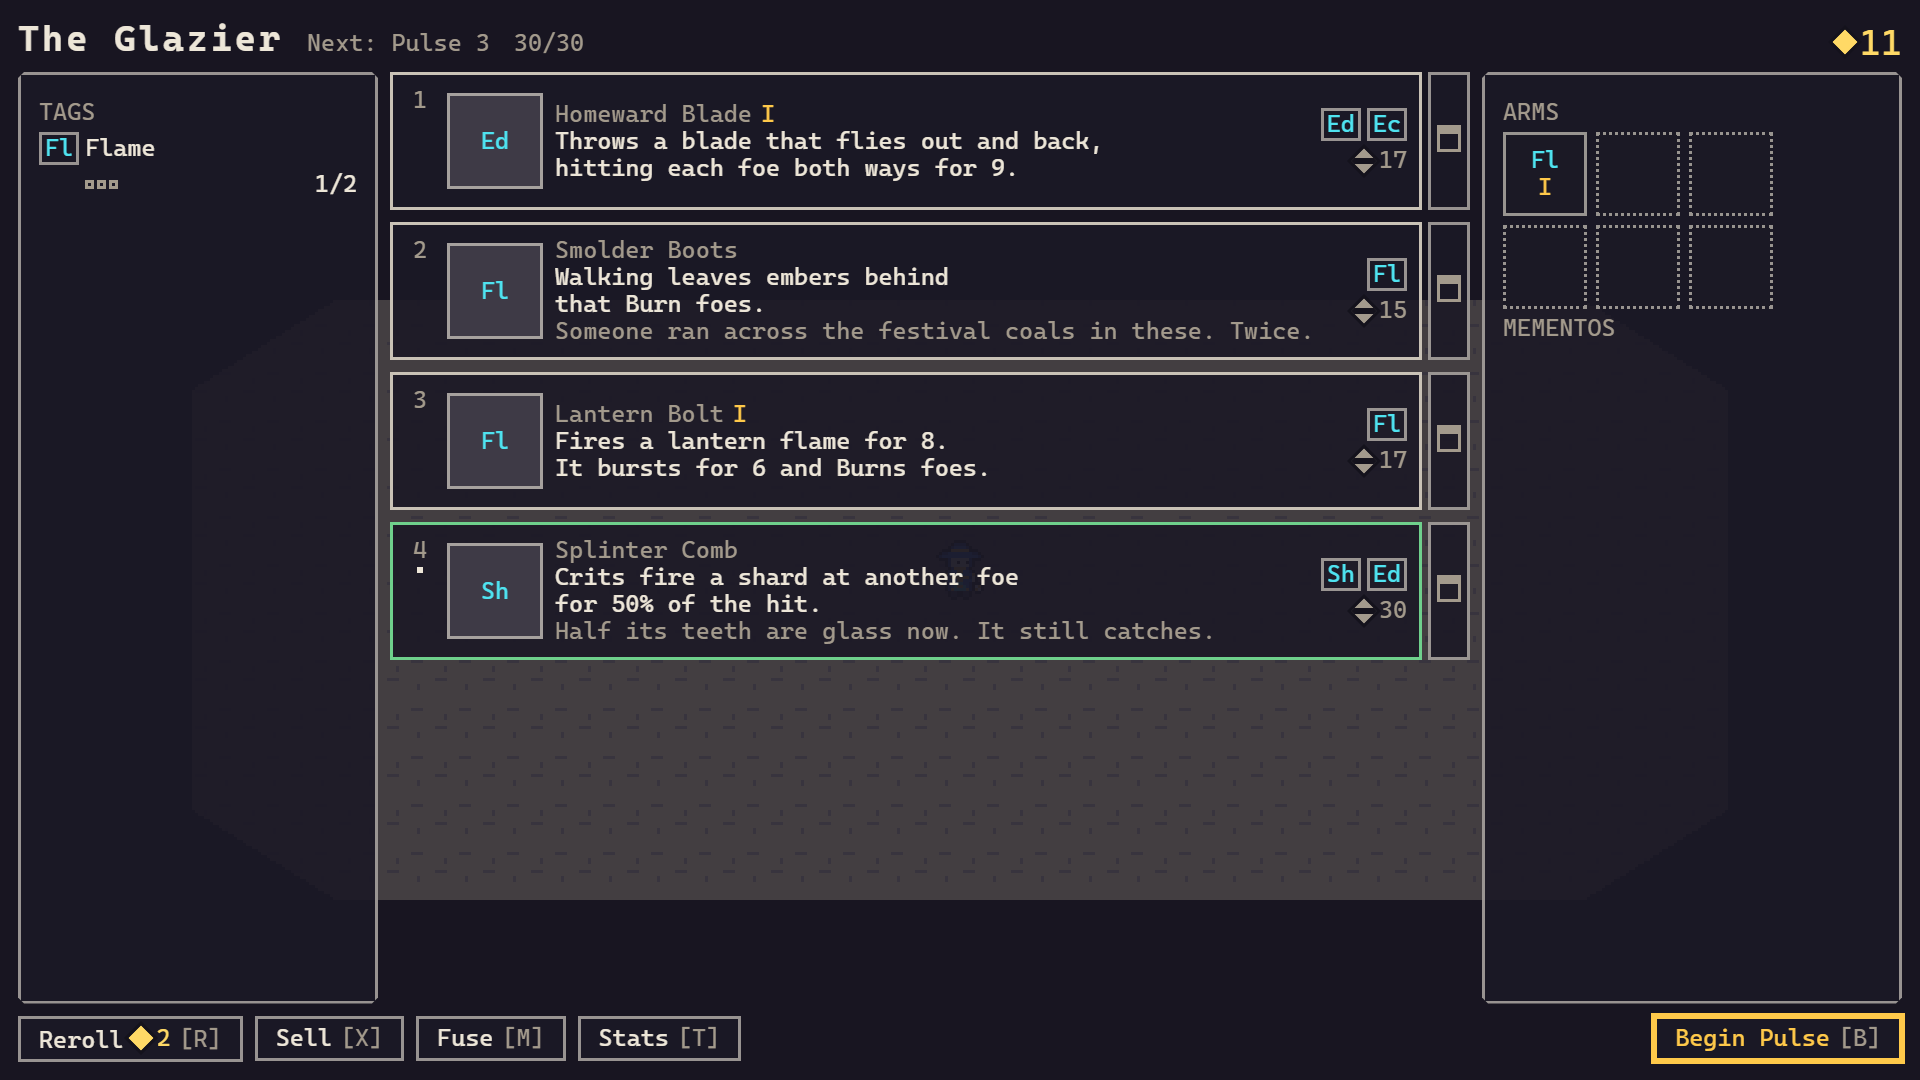 The Glazier Next: Pulse 3 30/30
11
TAGS
Fl Flame
1/2
1
Ed
Homeward Blade I
Throws a blade that flies out and back,
hitting each foe both ways for 9.
Ed Ec
17
2
Fl
Smolder Boots
Walking leaves embers behind
that Burn foes.
Someone ran across the festival coals in these. Twice.
Fl
15
3
Fl
Lantern Bolt I
Fires a lantern flame for 8.
It bursts for 6 and Burns foes.
Fl
17
4
Sh
Splinter Comb
Crits fire a shard at another foe
for 50% of the hit.
Half its teeth are glass now. It still catches.
Sh Ed
30
ARMS
Fl
I
MEMENTOS
Reroll 2 [R]
Sell [X]
Fuse [M]
Stats [T]
Begin Pulse [B]